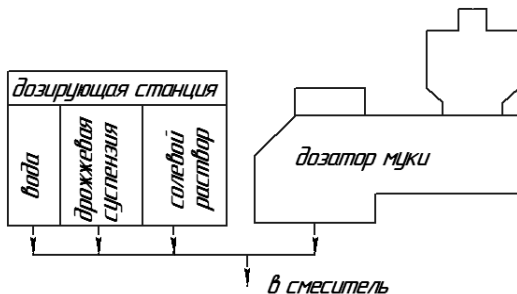 дозирующая станция
вода
дрожжевая
суспензия
солевой
раствор
дозатор муки
в смеситель